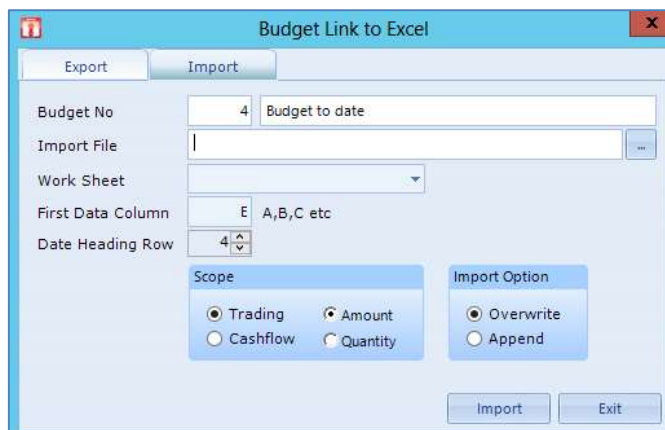 Budget Link to Excel
x
Export Import
Budget No 4 Budget to date
Import File ...
Work Sheet
First Data Column E A,B,C etc
Date Heading Row 4
Scope Import Option
Trading Amount Overwrite
Cashflow Quantity Append
Import Exit